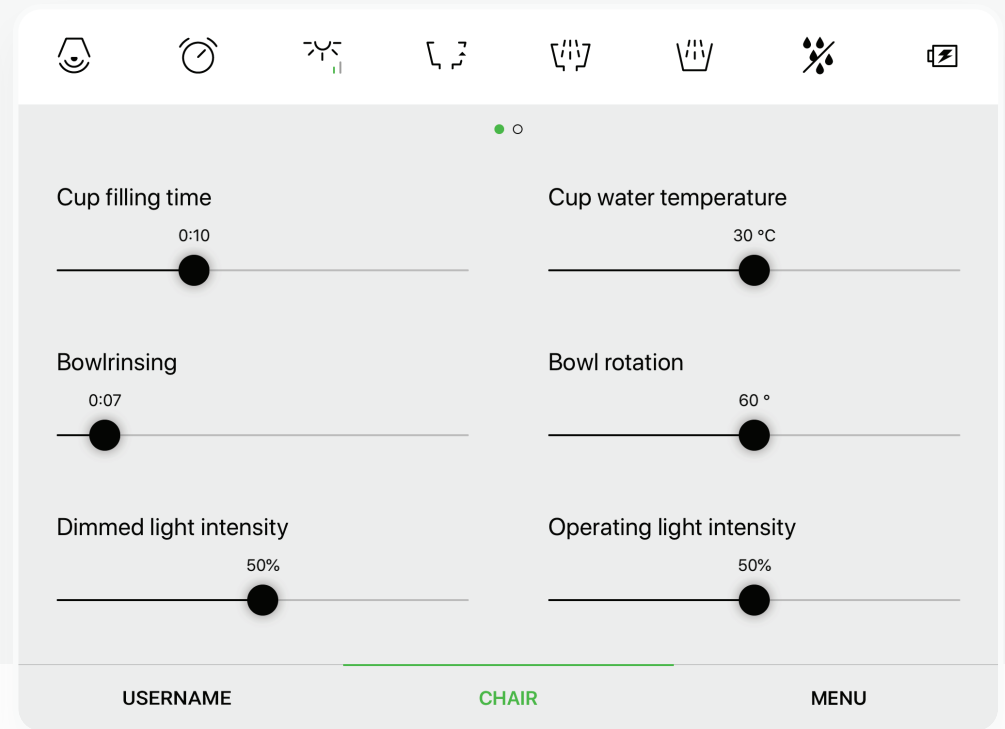 Cup filling time
0:10
Cup water temperature
30 °C
Bowlrinsing
0:07
Bowl rotation
60 °
Dimmed light intensity
50%
Operating light intensity
50%
USERNAME
CHAIR
MENU